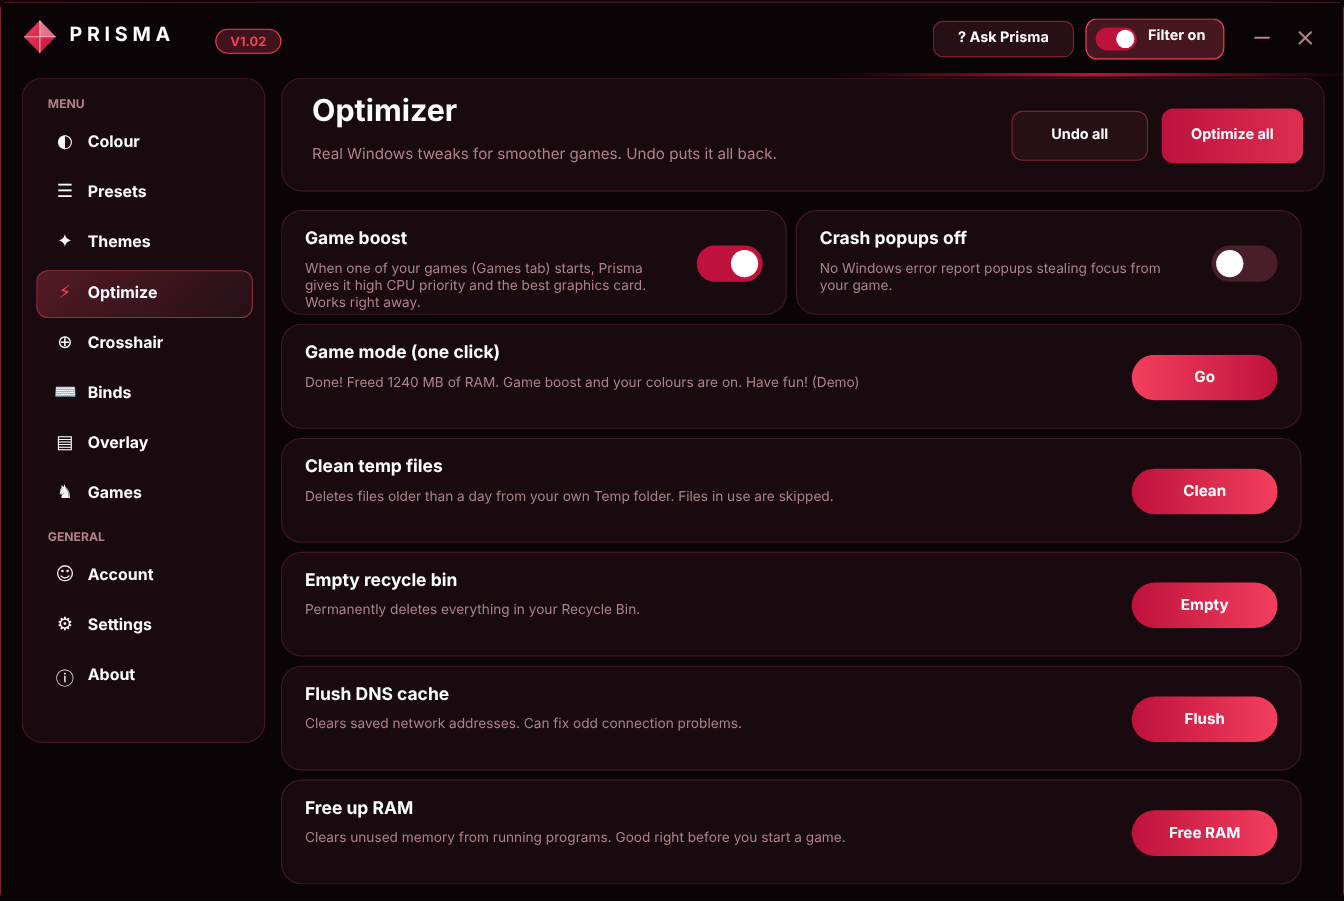 PRISMA
V1.02
? Ask Prisma
Filter on
MENU
Colour
Presets
Themes
Optimize
Crosshair
Binds
Overlay
Games
GENERAL
Account
Settings
About
Optimizer
Real Windows tweaks for smoother games. Undo puts it all back.
Undo all
Optimize all
Game boost
When one of your games (Games tab) starts, Prisma
gives it high CPU priority and the best graphics card.
Works right away.
Crash popups off
No Windows error report popups stealing focus from
your game.
Game mode (one click)
Done! Freed 1240 MB of RAM. Game boost and your colours are on. Have fun! (Demo)
Go
Clean temp files
Deletes files older than a day from your own Temp folder. Files in use are skipped.
Clean
Empty recycle bin
Permanently deletes everything in your Recycle Bin.
Empty
Flush DNS cache
Clears saved network addresses. Can fix odd connection problems.
Flush
Free up RAM
Clears unused memory from running programs. Good right before you start a game.
Free RAM